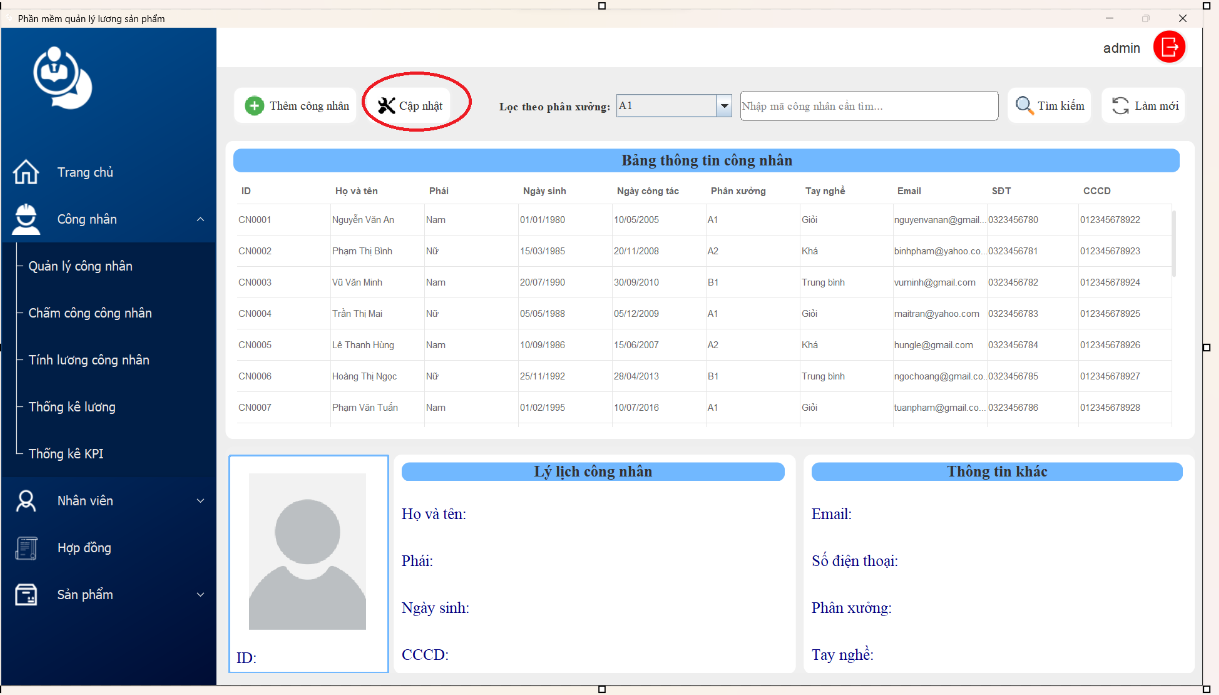 Phần mềm quản lý lương sản phẩm
admin
Thêm công nhân Cập nhật Lọc theo phân xưởng: A1 Nhập mã công nhân cần tìm... Tìm kiếm Làm mới
Trang chủ
Công nhân
Quản lý công nhân
Chấm công công nhân
Tính lương công nhân
Thống kê lương
Thống kê KPI
Nhân viên
Hợp đồng
Sản phẩm
Bảng thông tin công nhân
ID Họ và tên Phái Ngày sinh Ngày công tác Phân xưởng Tay nghề Email SĐT CCCD
CN0001 Nguyễn Văn An Nam 01/01/1980 10/05/2005 A1 Giỏi nguyenvanan@gmail... 0323456780 012345678922
CN0002 Phạm Thị Bình Nữ 15/03/1985 20/11/2008 A2 Khá binhpham@yahoo.co... 0323456781 012345678923
CN0003 Vũ Văn Minh Nam 20/07/1990 30/09/2010 B1 Trung bình vuminh@gmail.com 0323456782 012345678924
CN0004 Trần Thị Mai Nữ 05/05/1988 05/12/2009 A1 Giỏi maitran@yahoo.com 0323456783 012345678925
CN0005 Lê Thanh Hùng Nam 10/09/1986 15/06/2007 A2 Khá hungle@gmail.com 0323456784 012345678926
CN0006 Hoàng Thị Ngọc Nữ 25/11/1992 28/04/2013 B1 Trung bình ngochoang@gmail.co... 0323456785 012345678927
CN0007 Phạm Văn Tuấn Nam 01/02/1995 10/07/2016 A1 Giỏi tuanpham@gmail.co... 0323456786 012345678928
ID:
Lý lịch công nhân
Họ và tên:
Phái:
Ngày sinh:
CCCD:
Thông tin khác
Email:
Số điện thoại:
Phân xưởng:
Tay nghề: